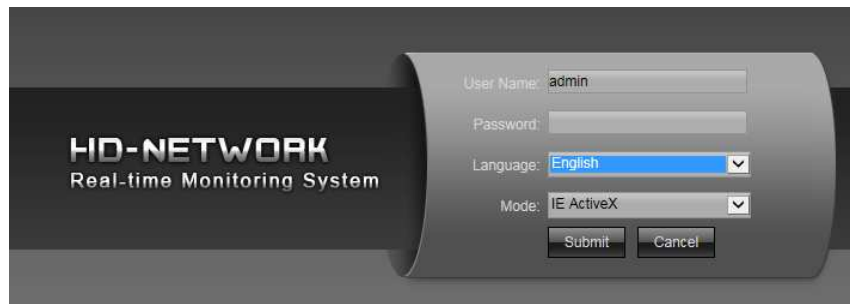 HD-NETWORK
Real-time Monitoring System
User Name: admin
Password:
Language: English
Mode: IE ActiveX
Submit Cancel